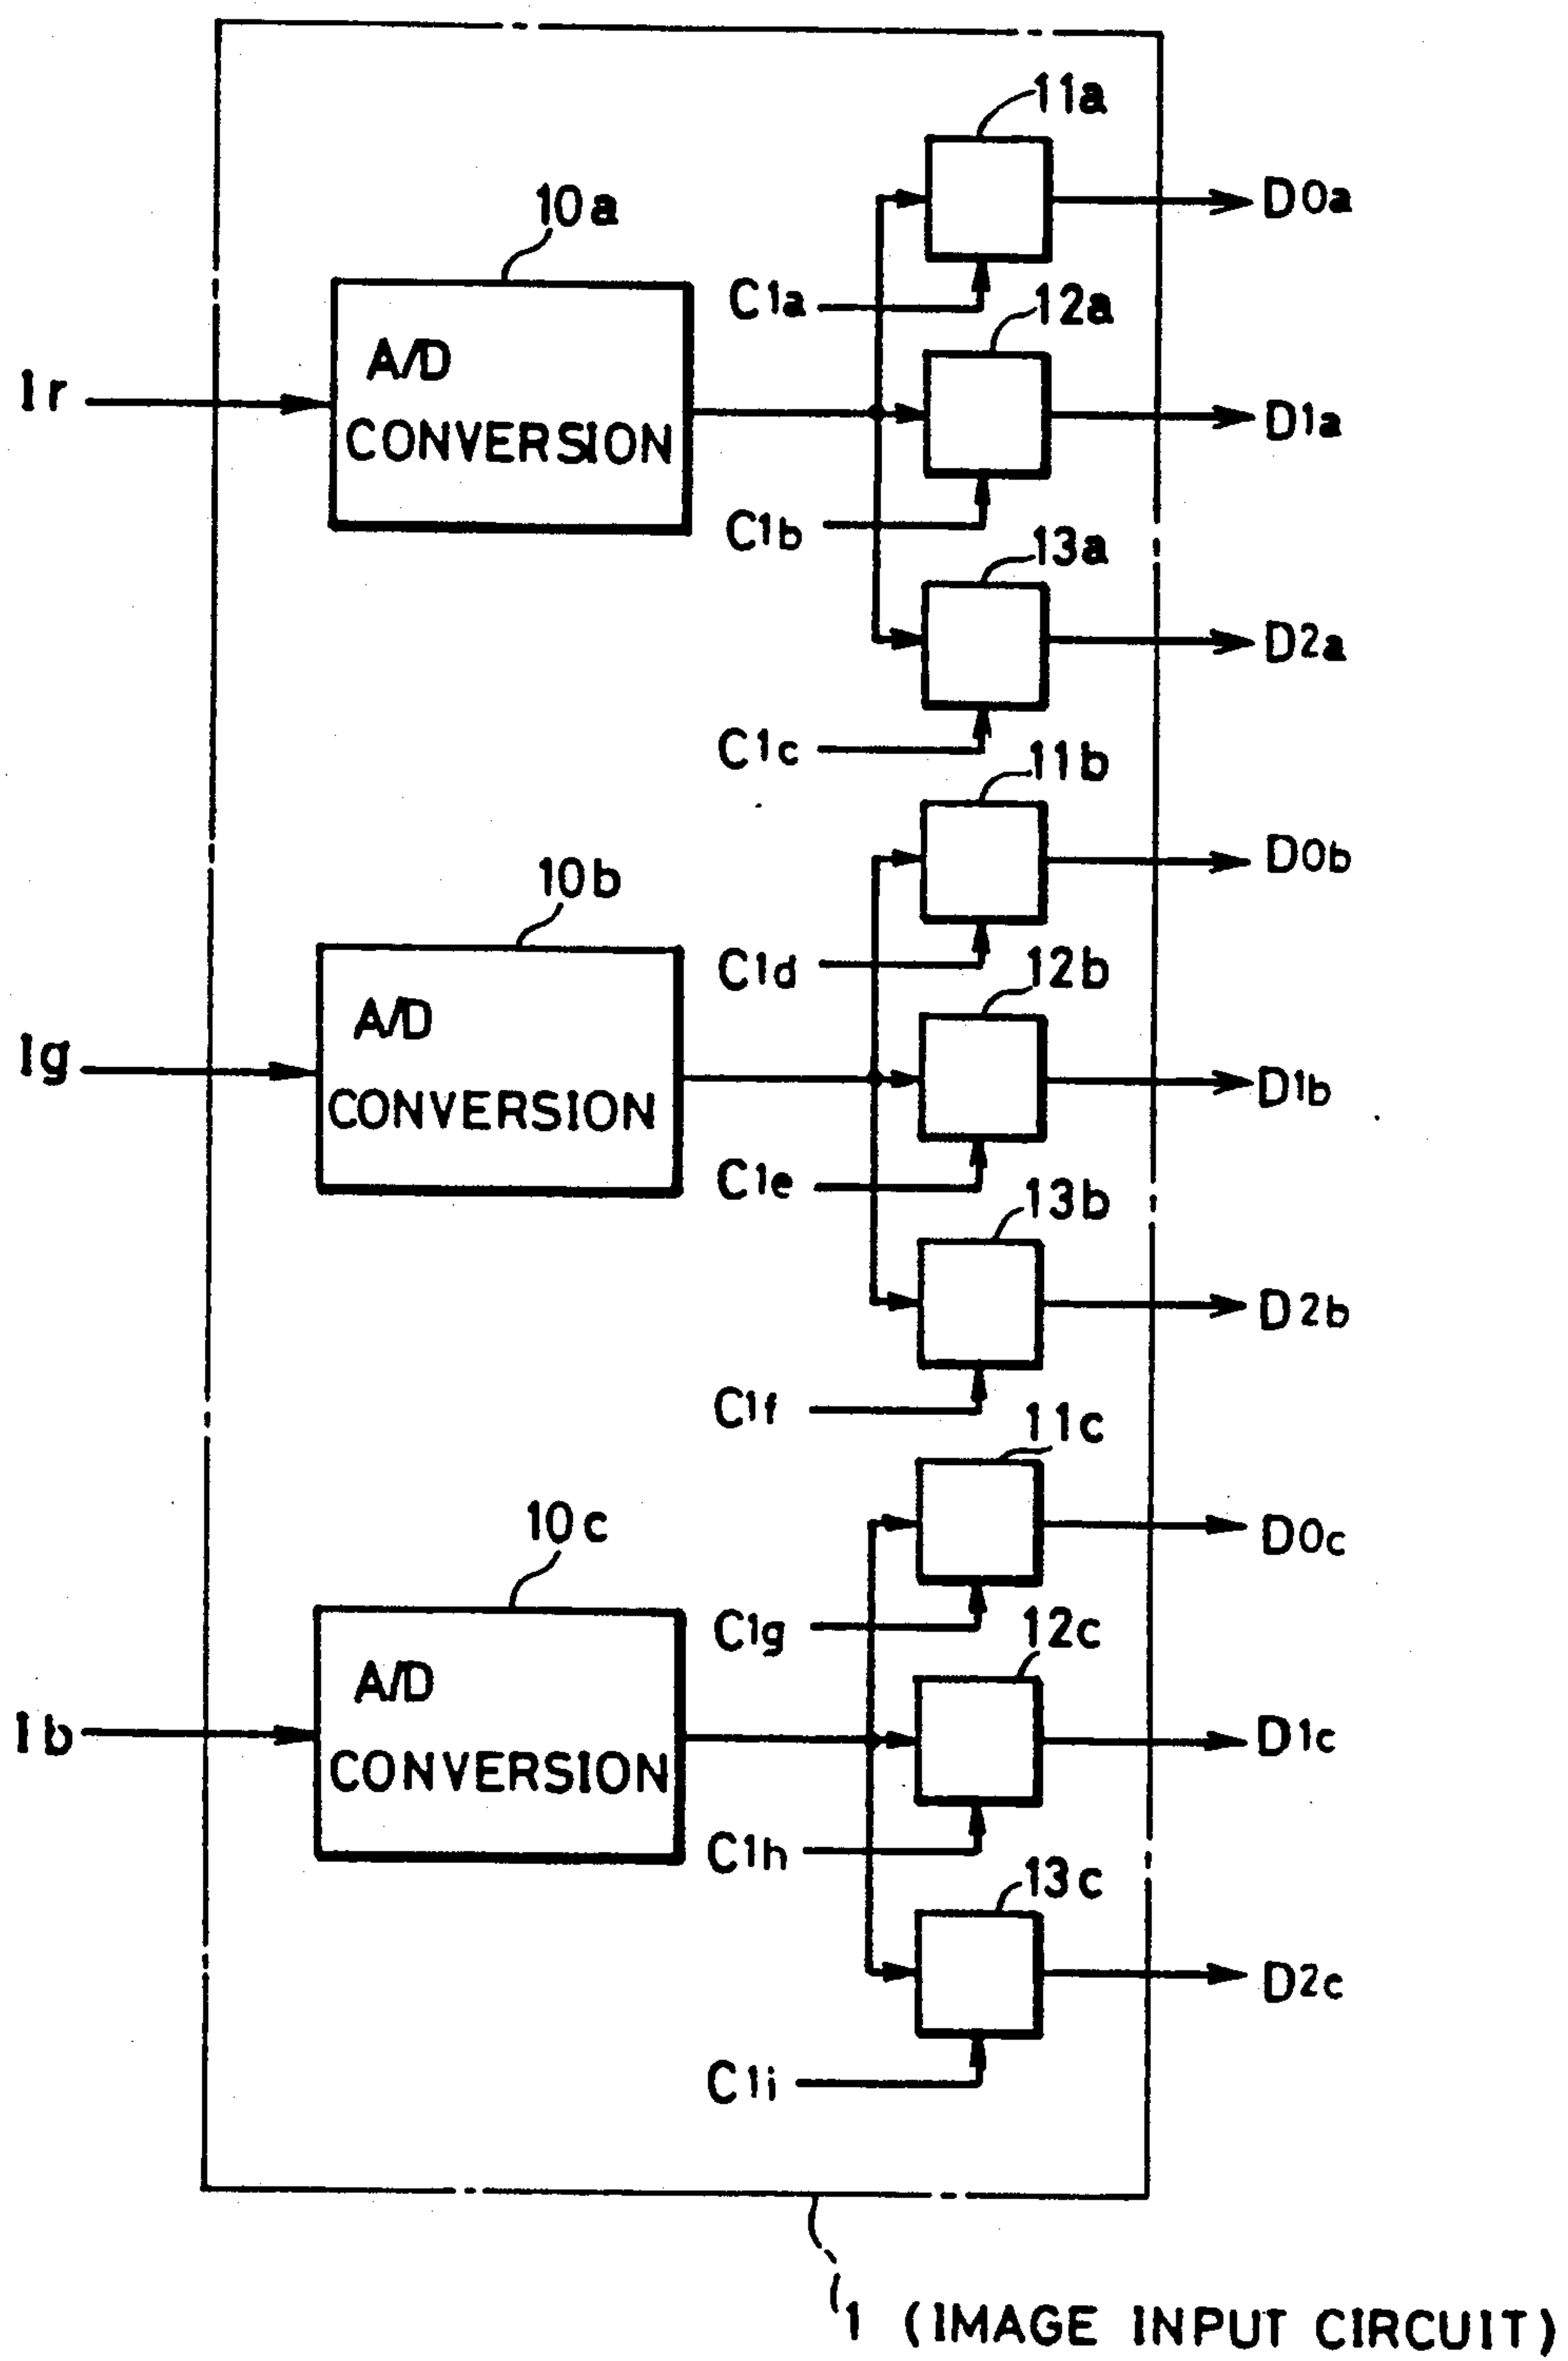 11a
D0a
10a
C1a
12a
A/D
CONVERSION
Ir
D1a
C1b
13a
D2a
C1c
11b
D0b
10b
C1d
12b
A/D
CONVERSION
Ig
D1b
C1e
13b
D2b
C1f
11c
D0c
10c
C1g
12c
A/D
CONVERSION
Ib
D1c
C1h
13c
D2c
C1i
1 (IMAGE INPUT CIRCUIT)